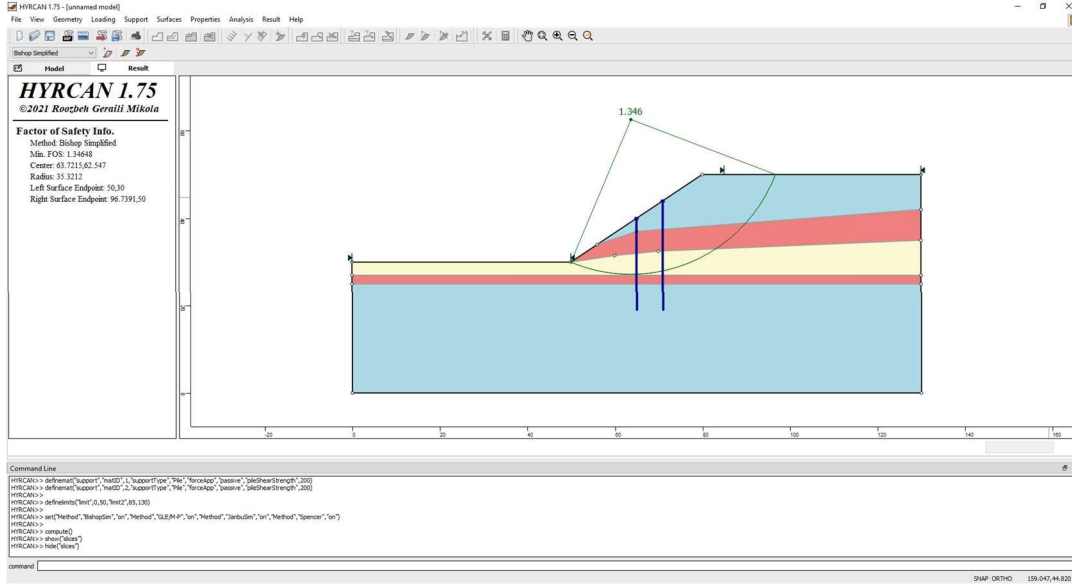 HYRCAN 1.75 - [unnamed model]
File View Geometry Loading Support Surfaces Properties Analysis Result Help
Bishop Simplified
Model Result
HYRCAN 1.75
©2021 Roozbeh Geraili Mikola
Factor of Safety Info.
Method: Bishop Simplified
Min. FOS: 1.34648
Center: 63.7215,62.547
Radius: 35.3212
Left Surface Endpoint: 50,30
Right Surface Endpoint: 96.7391,50
1.346
60
40
20
0
-20 0 20 40 60 80 100 120 140 160
Command Line
HYRCAN>> definemat("support","matID",1,"supportType","Pile","forceApp","passive","pileShearStrength",200)
HYRCAN>> definemat("support","matID",2,"supportType","Pile","forceApp","passive","pileShearStrength",200)
HYRCAN>>
HYRCAN>> definelimits("limit",0,50,"limit2",85,130)
HYRCAN>>
HYRCAN>> set("Method","BishopSim","on","Method","GLE/M-P","on","Method","JanbuSim","on","Method","Spencer","on")
HYRCAN>>
HYRCAN>> compute()
HYRCAN>> show("slices")
HYRCAN>> hide("slices")
command
SNAP ORTHO 159.047,44.820